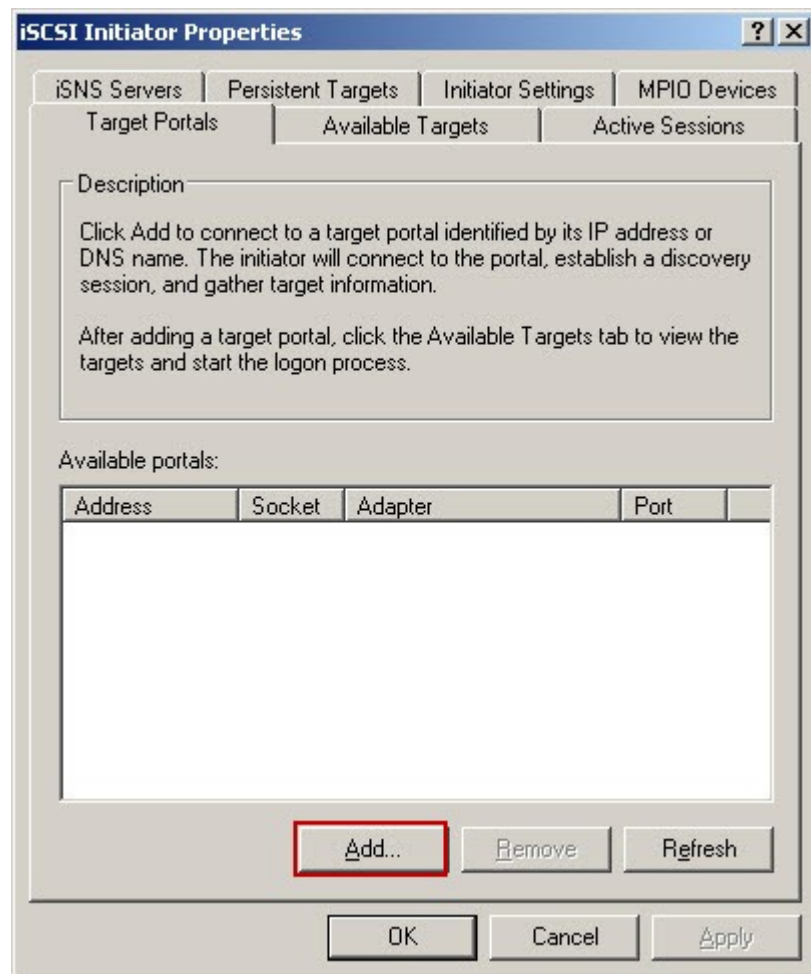 iSCSI Initiator Properties
iSNS Servers
Persistent Targets
Initiator Settings
MPIO Devices
Target Portals
Available Targets
Active Sessions
Description
Click Add to connect to a target portal identified by its IP address or
DNS name. The initiator will connect to the portal, establish a discovery
session, and gather target information.
After adding a target portal, click the Available Targets tab to view the
targets and start the logon process.
Available portals:
Address Socket Adapter Port
Add... Remove Refresh
OK Cancel Apply